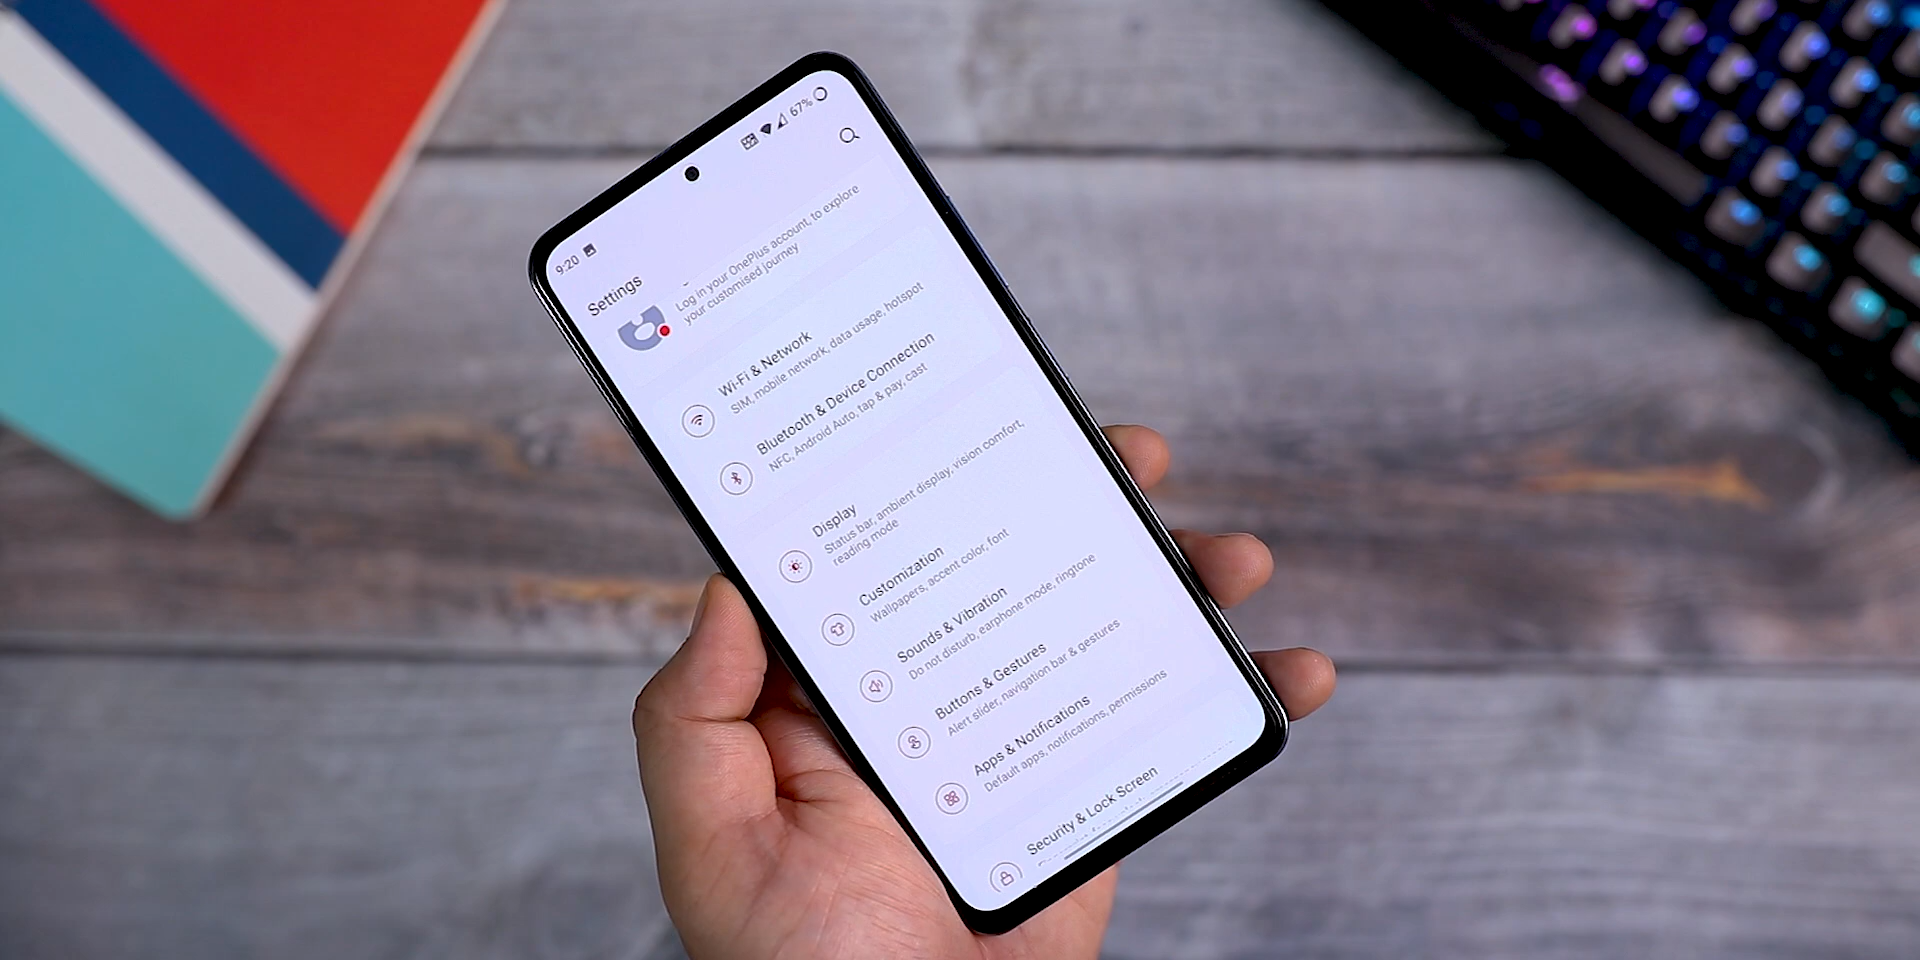 9:20
67%
Settings
Log in your OnePlus account, to explore
your customised journey
Wi-Fi & Network
SIM, mobile network, data usage, hotspot
Bluetooth & Device Connection
NFC, Android Auto, tap & pay, cast
Display
Status bar, ambient display, vision comfort,
reading mode
Customization
Wallpapers, accent color, font
Sounds & Vibration
Do not disturb, earphone mode, ringtone
Buttons & Gestures
Alert slider, navigation bar & gestures
Apps & Notifications
Default apps, notifications, permissions
Security & Lock Screen